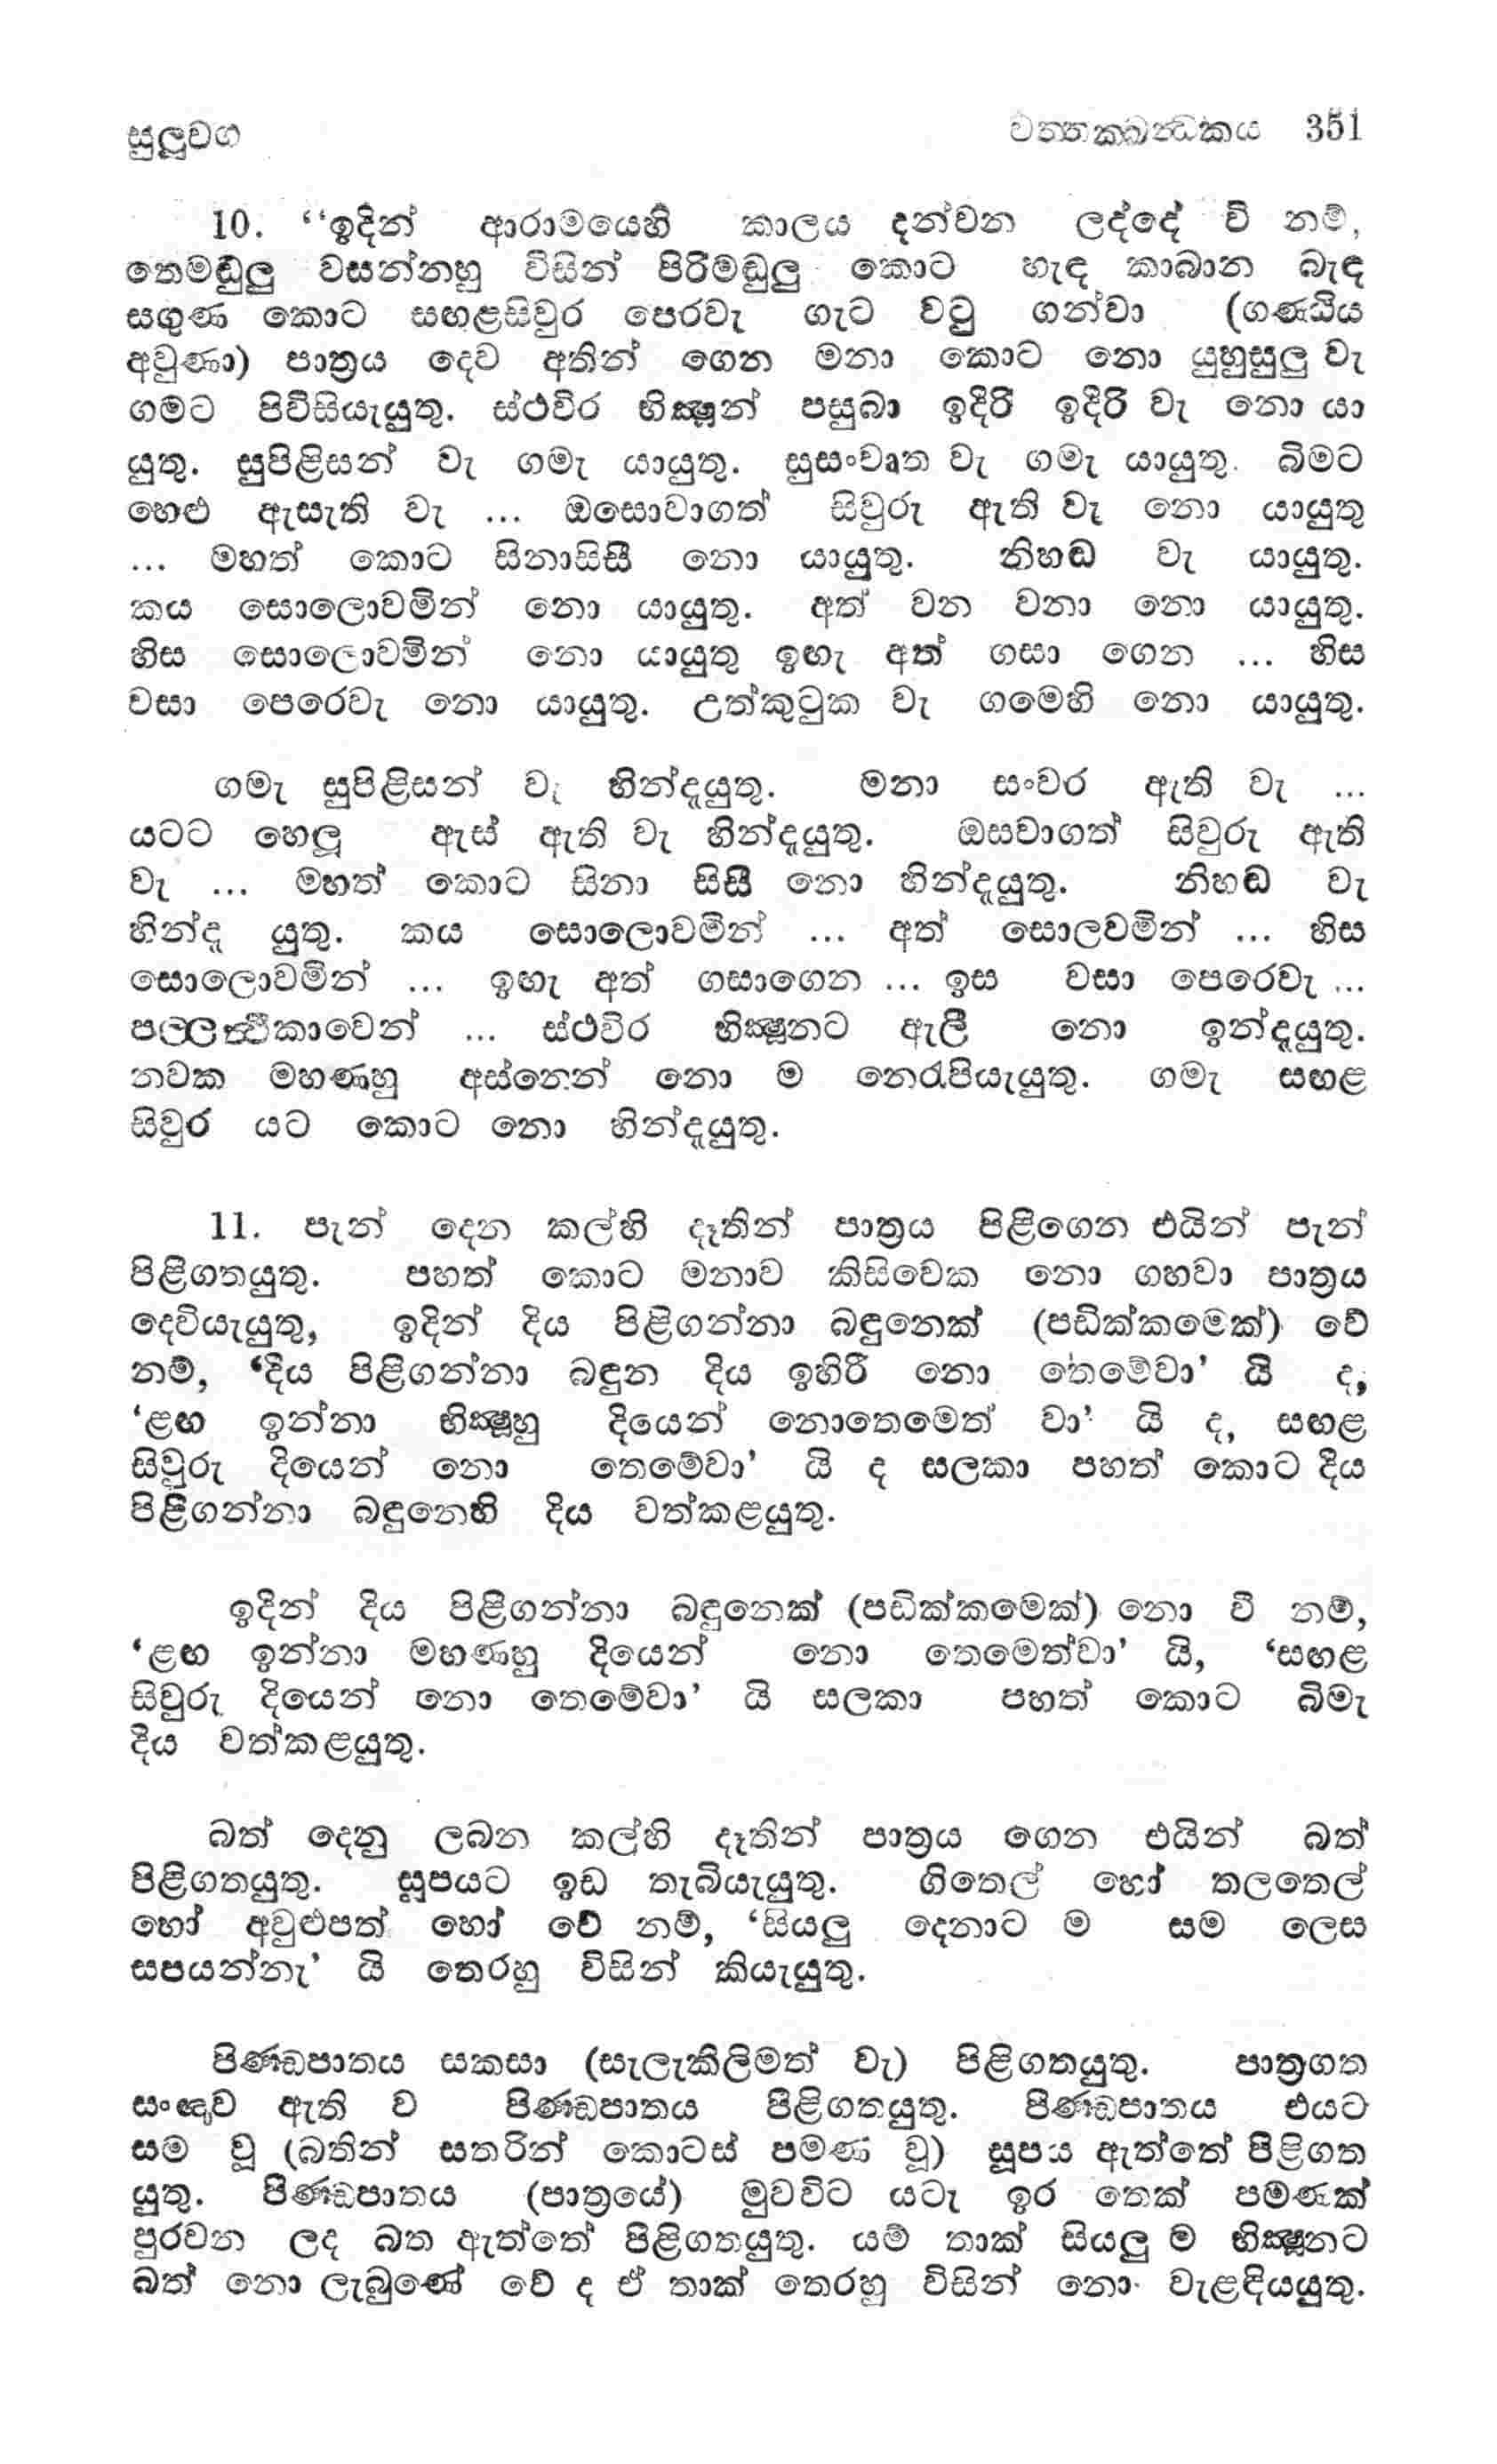 සුලුවග
වත්තක්ඛන්ධකය 351
10. ‘‘ඉදින් ආරාමයෙහි කාලය දන්වන ලද්දේ වී නම්,
තෙමඬුලු වසන්නහු විසින් පිරිමඬුලු කොට හැඳ කාබාන බැඳ
සගුණ කොට සඟළසිවුර පෙරවැ ගැට වටු ගන්වා (ගණ්ඨිය
අවුණා) පාත්‍රය දෙව අතින් ගෙන මනා කොට නො යුහුසුලු වැ
ගමට පිවිසියැයුතු. ස්ථවිර භික්‍ෂූන් පසුබා ඉදිරි ඉදිරි වැ නො යා
යුතු. සුපිළිසන් වැ ගමැ යායුතු. සුසංවෘත වැ ගමැ යායුතු. බිමට
හෙළු ඇසැති වැ ... ඔසොවාගත් සිවුරු ඇති වැ නො යායුතු
... මහත් කොට සිනාසිසී නො යායුතු. නිහඬ වැ යායුතු.
කය සොලොවමින් නො යායුතු. අත් වන වනා නො යායුතු.
හිස සොලොවමින් නො යායුතු ඉඟැ අත් ගසා ගෙන ... හිස
වසා පෙරෙවැ නො යායුතු. උත්කුටුක වැ ගමෙහි නො යායුතු.
ගමැ සුපිළිසන් වැ හින්දැයුතු. මනා සංවර ඇති වැ ...
යටට හෙලූ ඇස් ඇති වැ හින්දැයුතු. ඔසවාගත් සිවුරු ඇති
වැ ... මහත් කොට සිනා සිසී නො හින්දැයුතු. නිහඬ වැ
හින්දැ යුතු. කය සොලොවමින් ... අත් සොලවමින් ... හිස
සොලොවමින් ... ඉඟැ අත් ගසාගෙන ... ඉස වසා පෙරෙවැ ...
පල්ලත්ථිකාවෙන් ... ස්ථවිර භික්‍ෂූනට ඇලී නො ඉන්දැයුතු.
නවක මහණහු අස්නෙන් නො ම නෙරැපියැයුතු. ගමැ සඟළ
සිවුර යට කොට නො හින්දැයුතු.
11. පැන් දෙන කල්හි දෑතින් පාත්‍රය පිළිගෙන එයින් පැන්
පිළිගතයුතු. පහත් කොට මනාව කිසිවෙක නො ගහවා පාත්‍රය
දෙවියැයුතු, ඉදින් දිය පිළිගන්නා බඳුනෙක් (පඩික්කමෙක්) වේ
නම්, ‘දිය පිළිගන්නා බඳුන දිය ඉහිරී නො තෙමේවා’ යි ද,
‘ළඟ ඉන්නා භික්‍ෂූහු දියෙන් නොතෙමෙත් වා’ යි ද, සඟළ
සිවුරු දියෙන් නො තෙමේවා’ යි ද සලකා පහත් කොට දිය
පිළිගන්නා බඳුනෙහි දිය වත්කළයුතු.
ඉදින් දිය පිළිගන්නා බඳුනෙක් (පඩික්කමෙක්) නො වී නම්,
‘ළඟ ඉන්නා මහණහු දියෙන් නො තෙමෙත්වා’ යි, ‘සඟළ
සිවුරු දියෙන් නො තෙමේවා’ යි සලකා පහත් කොට බිමැ
දිය වත්කළයුතු.
බත් දෙනු ලබන කල්හි දෑතින් පාත්‍රය ගෙන එයින් බත්
පිළිගතයුතු. සූපයට ඉඩ තැබියැයුතු. ගිතෙල් හෝ තලතෙල්
හෝ අවුළුපත් හෝ වේ නම්, ‘සියලු දෙනාට ම සම ලෙස
සපයන්නැ’ යි තෙරහු විසින් කියැයුතු.
පිණ්ඩපාතය සකසා (සැලැකිලිමත් වැ) පිළිගතයුතු. පාත්‍රගත
සංඥාව ඇති ව පිණ්ඩපාතය පිළිගතයුතු. පිණ්ඩපාතය එයට
සම වූ (බතින් සතරින් කොටස් පමණ වූ) සූපය ඇත්තේ පිළිගත
යුතු. පිණ්ඩපාතය (පාත්‍රයේ) මුවවිට යටැ ඉර තෙක් පමණක්
පුරවන ලද බත ඇත්තේ පිළිගතයුතු. යම් තාක් සියලු ම භික්‍ෂූනට
බත් නො ලැබුණේ වේ ද ඒ තාක් තෙරහු විසින් නො වැළඳියයුතු.